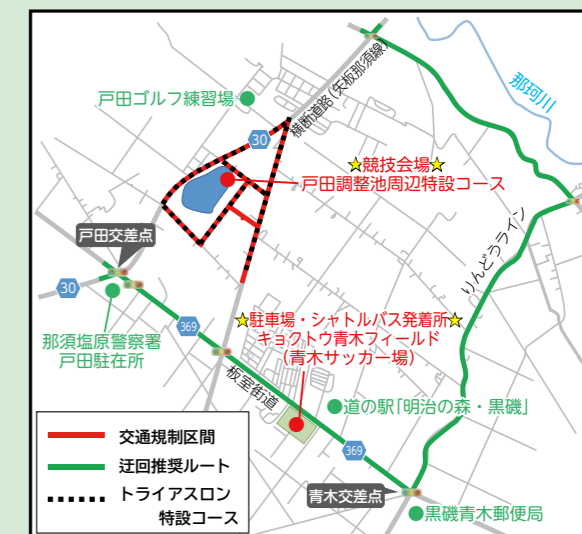 那珂川
戸田ゴルフ練習場
横断道路(矢板那須線)
30
☆競技会場☆
戸田調整池周辺特設コース
りんどうライン
戸田交差点
30
369
那須塩原警察署
戸田駐在所
☆駐車場・シャトルバス発着所☆
キョクトウ青木フィールド
(青木サッカー場)
板室街道
道の駅「明治の森・黒磯」
369
青木交差点
黒磯青木郵便局
交通規制区間
迂回推奨ルート
トライアスロン
特設コース